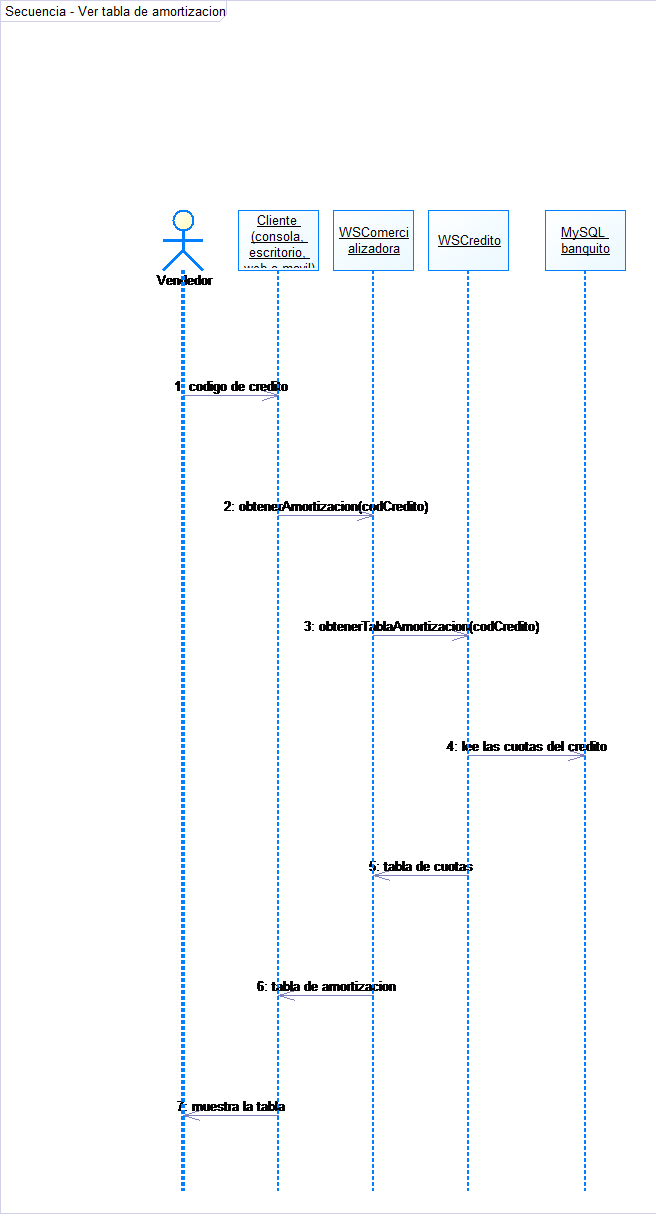 Secuencia - Ver tabla de amortizacion
Cliente
(consola,
escritorio,
web o movil)
WSComerci
alizadora
WSCredito
MySQL
banquito
Vendedor
1: codigo de credito
2: obtenerAmortizacion(codCredito)
3: obtenerTablaAmortizacion(codCredito)
4: lee las cuotas del credito
5: tabla de cuotas
6: tabla de amortizacion
7: muestra la tabla